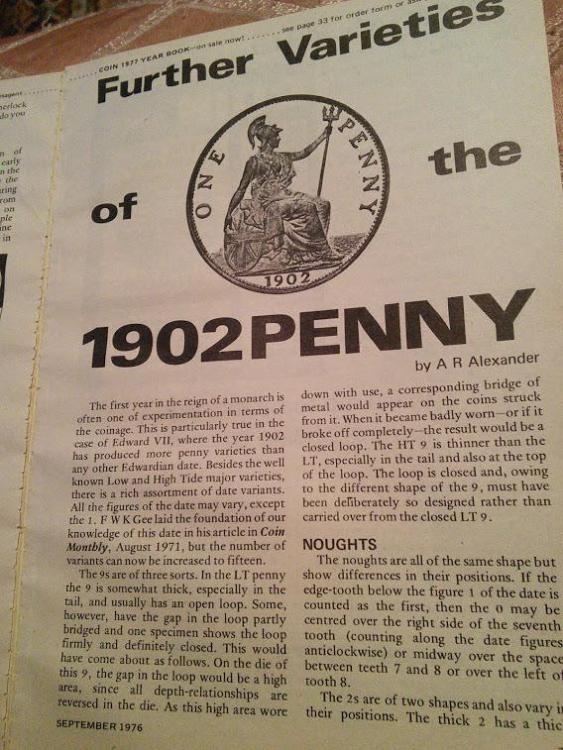 COIN 1977 YEAR BOOK—on sale now! see page 33 for order form or
Further Varieties
of
the
ONE PENNY
1902
1902 PENNY
by A R Alexander
The first year in the reign of a monarch is
often one of experimentation in terms of
the coinage. This is particularly true in the
case of Edward VII, where the year 1902
has produced more penny varieties than
any other Edwardian date. Besides the well
known Low and High Tide major varieties,
there is a rich assortment of date variants.
All the figures of the date may vary, except
the 1. F W K Gee laid the foundation of our
knowledge of this date in his article in Coin
Monthly, August 1971, but the number of
variants can now be increased to fifteen.
The 9s are of three sorts. In the LT penny
the 9 is somewhat thick, especially in the
tail, and usually has an open loop. Some,
however, have the gap in the loop partly
bridged and one specimen shows the loop
firmly and definitely closed. This would
have come about as follows. On the die of
this 9, the gap in the loop would be a high
area, since all depth-relationships are
reversed in the die. As this high area wore
SEPTEMBER 1976
down with use, a corresponding bridge of
metal would appear on the coins struck
from it. When it became badly worn—or if it
broke off completely—the result would be a
closed loop. The HT 9 is thinner than the
LT, especially in the tail and also at the top
of the loop. The loop is closed and, owing
to the different shape of the 9, must have
been deliberately so designed rather than
carried over from the closed LT 9.
NOUGHTS
The noughts are all of the same shape but
show differences in their positions. If the
edge-tooth below the figure 1 of the date is
counted as the first, then the 0 may be
centred over the right side of the seventh
tooth (counting along the date figures
anticlockwise) or midway over the space
between teeth 7 and 8 or over the left of
tooth 8.
The 2s are of two shapes and also vary in
their positions. The thick 2 has a thic